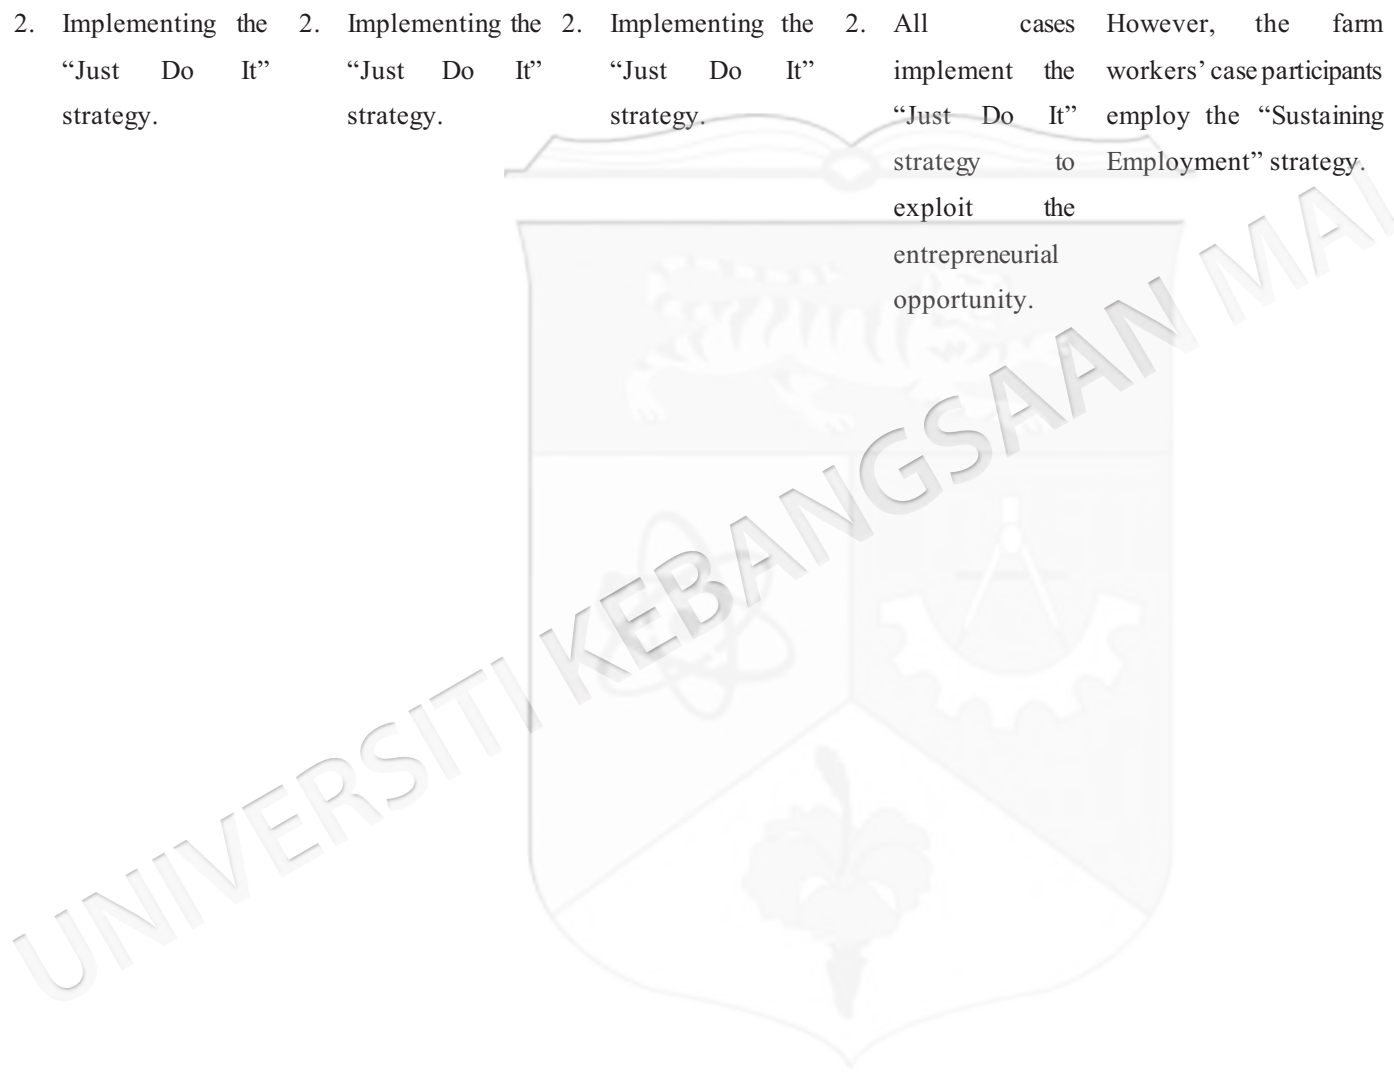 2. Implementing the
“Just Do It”
strategy.
2. Implementing the
“Just Do It”
strategy.
2. Implementing the
“Just Do It”
strategy.
2. All cases
implement the
“Just Do It”
strategy to
exploit the
entrepreneurial
opportunity.
However, the farm
workers’ case participants
employ the “Sustaining
Employment” strategy.
UNIVERSITI KEBANGSAAN MAL